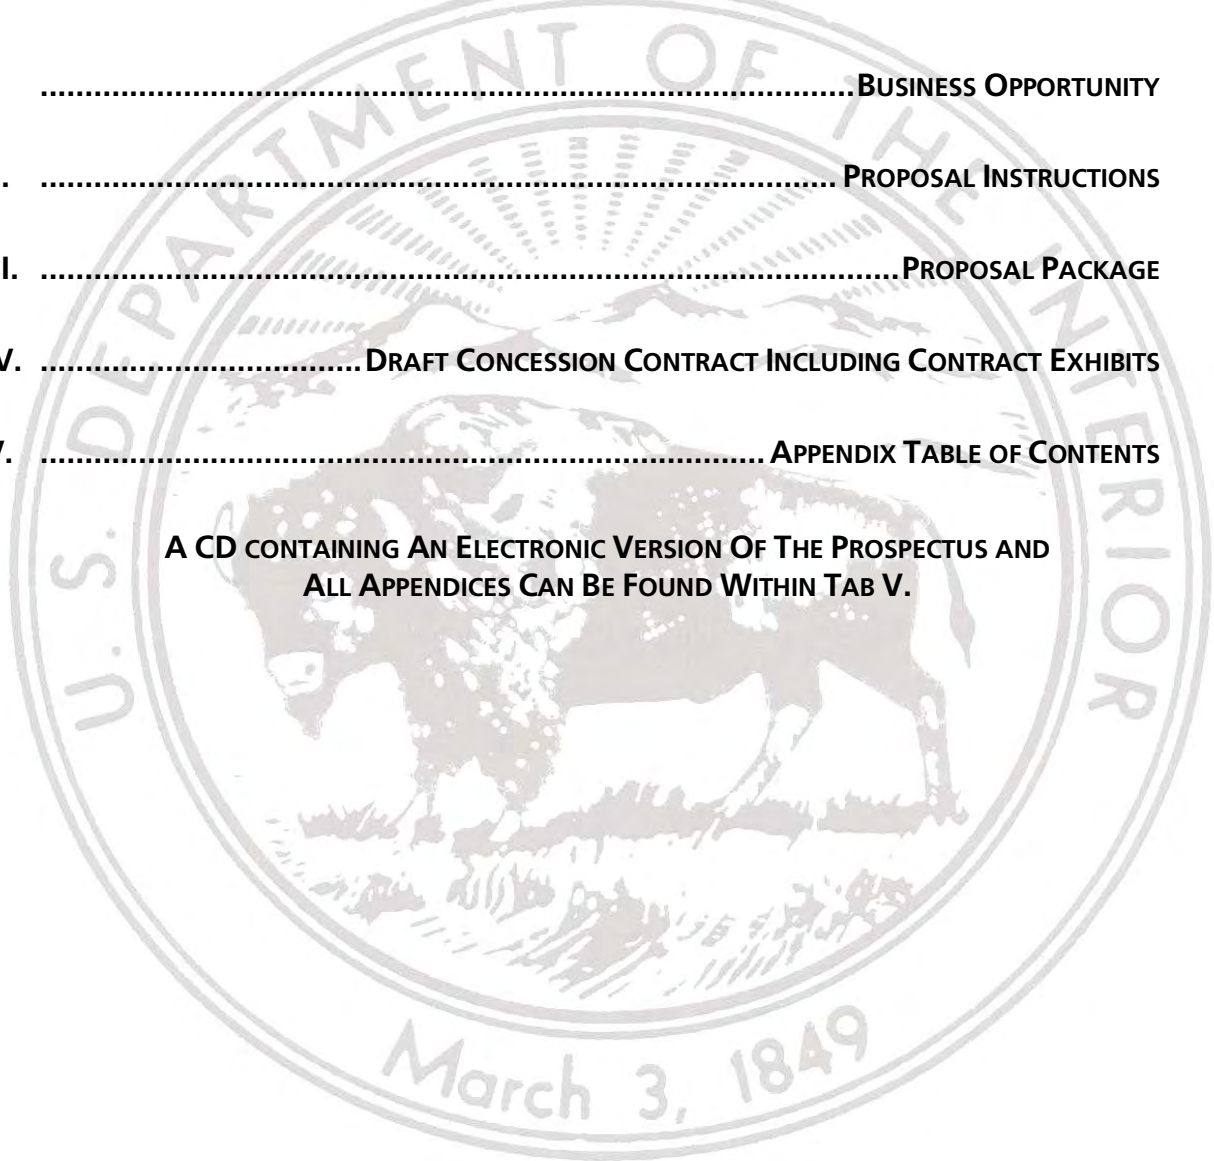 .......................................................................................... BUSINESS OPPORTUNITY
. ........................................................................................ PROPOSAL INSTRUCTIONS
I. ............................................................................................... PROPOSAL PACKAGE
V. ................................... DRAFT CONCESSION CONTRACT INCLUDING CONTRACT EXHIBITS
V. ................................................................................ APPENDIX TABLE OF CONTENTS
A CD CONTAINING AN ELECTRONIC VERSION OF THE PROSPECTUS AND
ALL APPENDICES CAN BE FOUND WITHIN TAB V.
U.S. DEPARTMENT OF THE INTERIOR
March 3, 1849